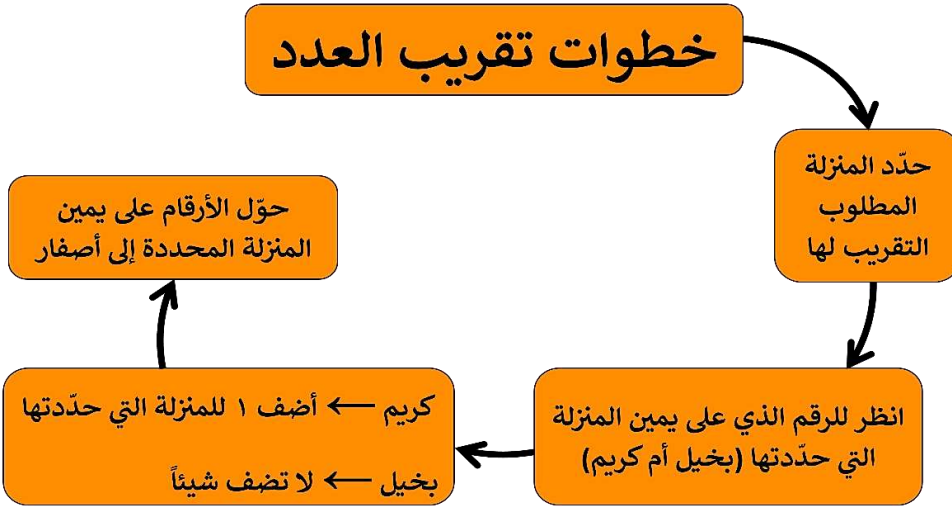 خطوات تقريب العدد
حدّد المنزلة
المطلوب
التقريب لها
انظر للرقم الذي على يمين المنزلة
التي حدّدتها (بخيل أم كريم)
كريم ← أضف ١ للمنزلة التي حدّدتها
بخيل ← لا تضف شيئاً
حوّل الأرقام على يمين
المنزلة المحددة إلى أصفار